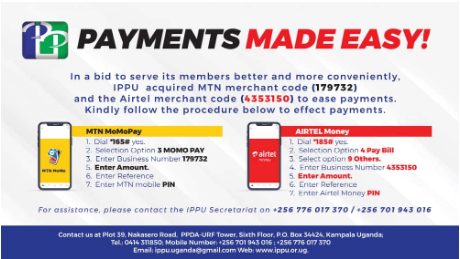 PP
PAYMENTS MADE EASY!
In a bid to serve its members better and more conveniently,
IPPU acquired MTN merchant code (179732)
and the Airtel merchant code (4353150) to ease payments.
Kindly follow the procedure below to effect payments.
MTN MoMoPay
1. Dial *165# yes.
2. Selection Option 3 MOMO PAY
3. Enter Business Number 179732
5. Enter Amount.
6. Enter Reference
7. Enter MTN mobile PIN
MTN MoMo
AIRTEL Money
1. Dial *185# yes.
2. Selection Option 4 Pay Bill
3. Select option 9 Others.
4. Enter Business Number 4353150
5. Enter Amount.
6. Enter Reference
7. Enter Airtel Money PIN
airtel
money
For assistance, please contact the IPPU Secretariat on +256 776 017 370 / +256 701 943 016
Contact us at Plot 39, Nakasero Road, PPDA-URF Tower, Sixth Floor, P.O. Box 34424, Kampala Uganda;
Tel.: 0414 311850; Mobile Number: +256 701 943 016 ; +256 776 017 370
Email: ippu.uganda@gmail.com Web: www.ippu.or.ug.